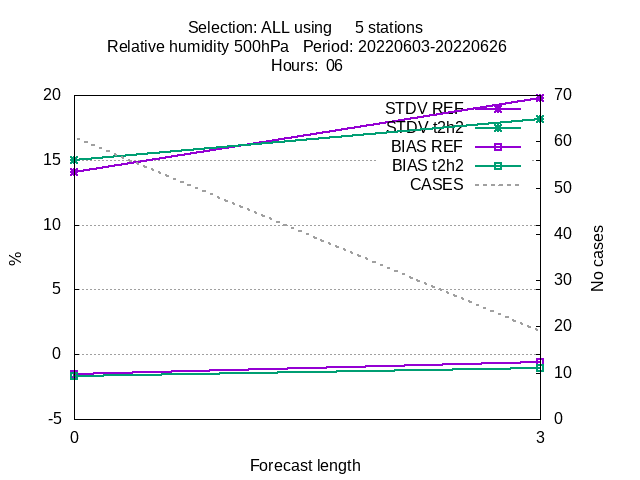 Selection: ALL using 5 stations
Relative humidity 500hPa Period: 20220603-20220626
Hours: 06
20
15
10
5
0
-5
%
STDV REF
STDV t2h2
BIAS REF
BIAS t2h2
CASES
70
60
50
40
30
20
10
0
No cases
0 3
Forecast length